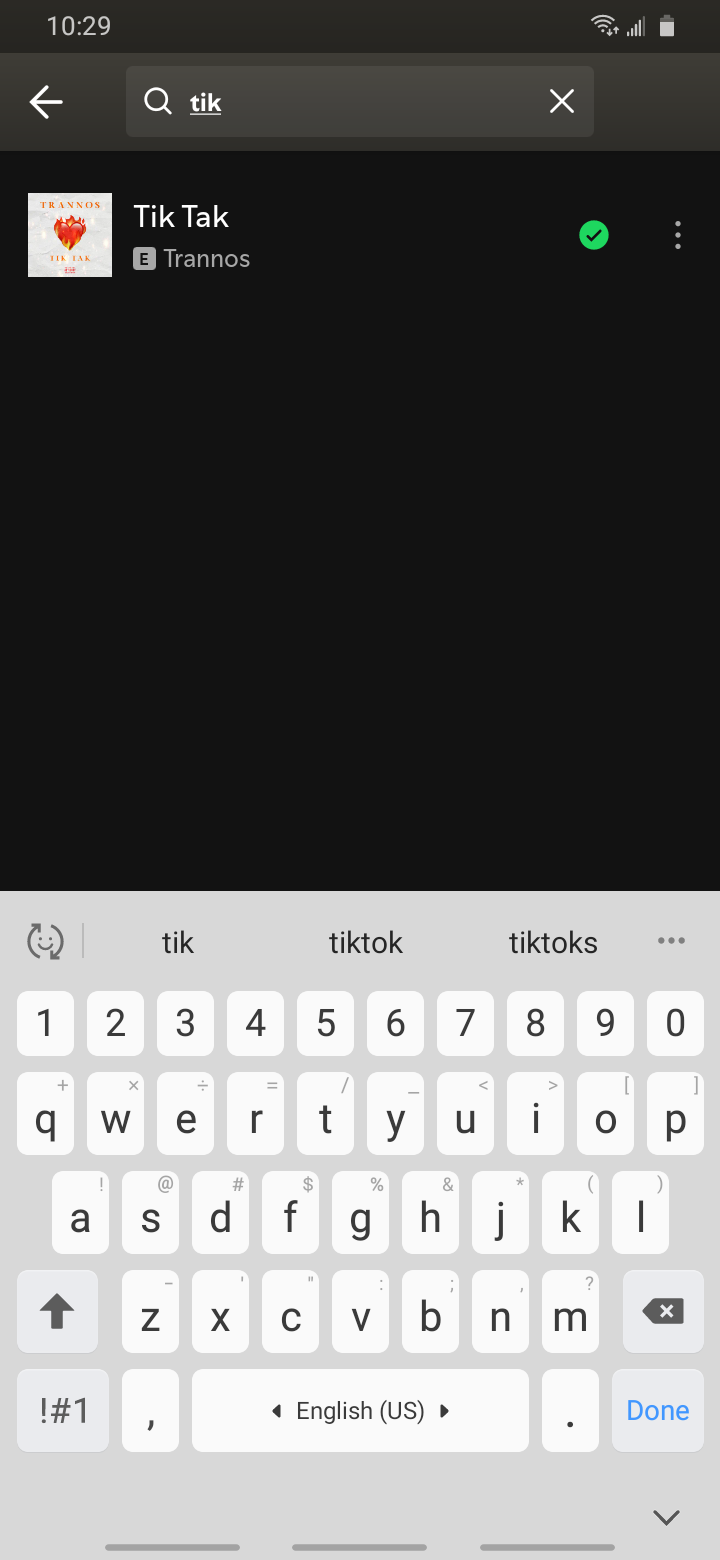 10:29
tik
TRANNOS
TIK TAK
Tik Tak
E Trannos
tik tiktok tiktoks
1 2 3 4 5 6 7 8 9 0
+ × ÷ = / _ < > [ ]
q w e r t y u i o p
! @ # $ % & * ( )
a s d f g h j k l
- ' " : ; , ?
z x c v b n m
!#1 , English (US) . Done